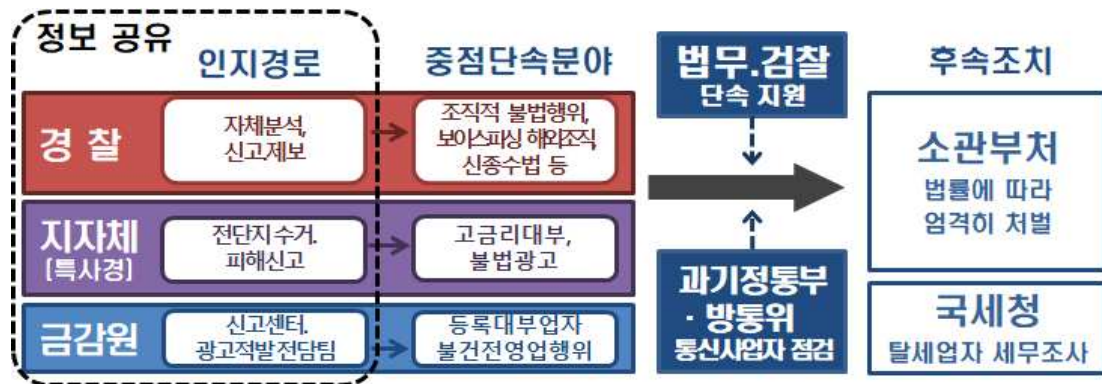 정보 공유
인지경로
중점단속분야
법무.검찰
단속 지원
후속조치
경 찰
자체분석,
신고.제보
조직적 불법행위,
보이스피싱 해외조직,
신종수법 등
지자체
[특사경]
전단지 수거.
피해신고
고금리대부,
불법광고
금감원
신고센터.
광고적발전담팀
등록대부업자
불건전영업행위
과기정통부
· 방통위
통신사업자 점검
소관부처
법률에 따라
엄격히 처벌
국세청
탈세업자 세무조사